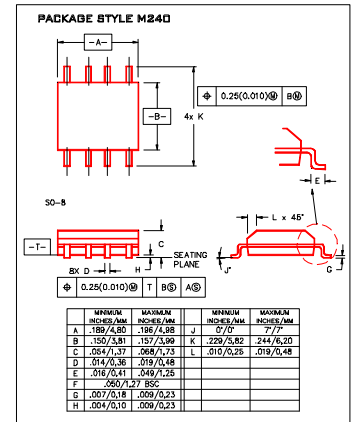 PACKAGE STYLE M240
-A-
⌖ 0.25(0.010)Ⓜ BⓂ
-B-
4x K
E
SO-8
L x 45°
-T-
C
8X D
H
SEATING
PLANE
J°
G
⌖ 0.25(0.010)Ⓜ T BⓈ AⓈ
MINIMUM MAXIMUM MINIMUM MAXIMUM
INCHES/MM INCHES/MM INCHES/MM INCHES/MM
A .189/4,80 .196/4,98 J 0°/0° 7°/7°
B .150/3,81 .157/3,99 K .229/5,82 .244/6,20
C .054/1,37 .068/1,73 L .010/0,25 .019/0,48
D .014/0,36 .019/0,48
E .016/0,41 .049/1,25
F .050/1,27 BSC
G .007/0,18 .009/0,23
H .004/0,10 .009/0,23